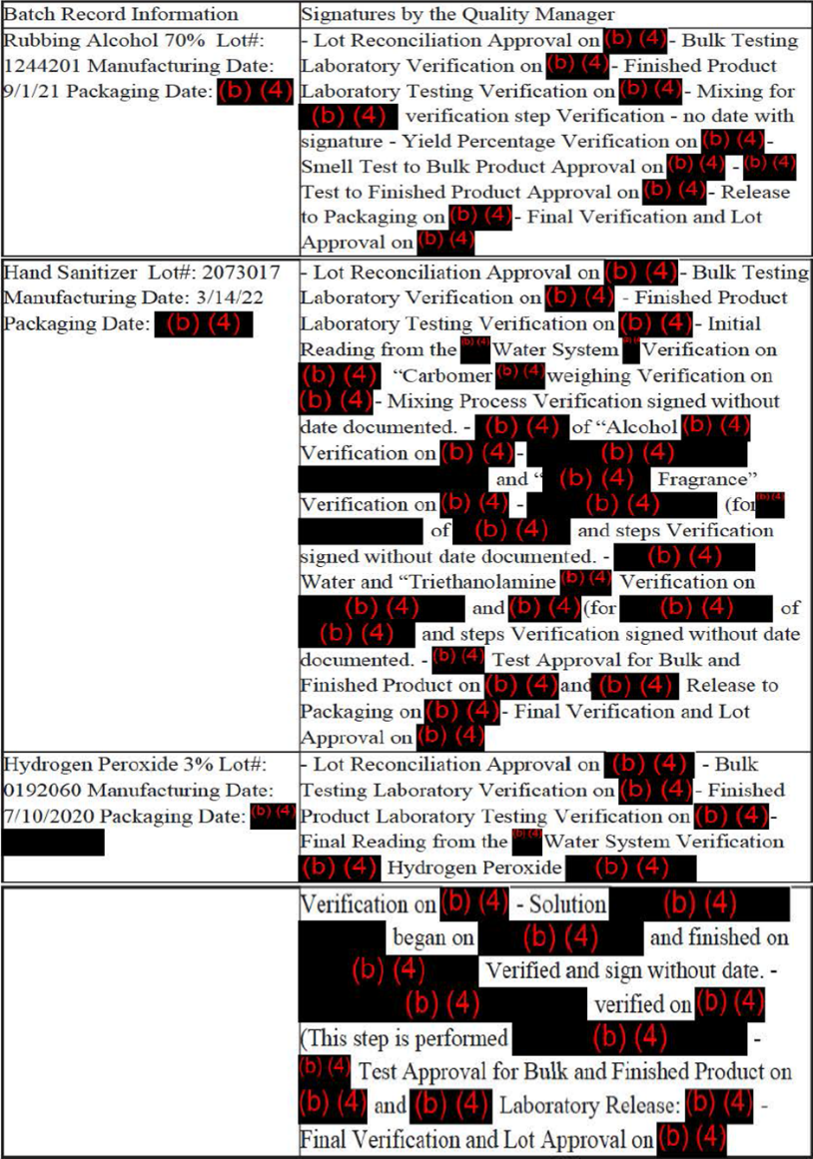 Batch Record Information
Signatures by the Quality Manager
Rubbing Alcohol 70% Lot#:
1244201 Manufacturing Date:
9/1/21 Packaging Date: (b) (4)
- Lot Reconciliation Approval on (b) (4)- Bulk Testing
Laboratory Verification on (b) (4)- Finished Product
Laboratory Testing Verification on (b) (4)- Mixing for
(b) (4) verification step Verification - no date with
signature - Yield Percentage Verification on (b) (4)-
Smell Test to Bulk Product Approval on (b) (4) - (b) (4)
Test to Finished Product Approval on (b) (4)- Release
to Packaging on (b) (4)- Final Verification and Lot
Approval on (b) (4)
Hand Sanitizer Lot#: 2073017
Manufacturing Date: 3/14/22
Packaging Date: (b) (4)
- Lot Reconciliation Approval on (b) (4)- Bulk Testing
Laboratory Verification on (b) (4) - Finished Product
Laboratory Testing Verification on (b) (4)- Initial
Reading from the (b) (4) Water System (b) (4) Verification on
(b) (4) “Carbomer (b) (4) weighing Verification on
(b) (4)- Mixing Process Verification signed without
date documented. - (b) (4) of “Alcohol (b) (4)
Verification on (b) (4)- (b) (4)
and “ (b) (4) Fragrance”
Verification on (b) (4) - (b) (4) (for (b) (4)
of (b) (4) and steps Verification
signed without date documented. - (b) (4)
Water and “Triethanolamine (b) (4) Verification on
(b) (4) and (b) (4) (for (b) (4) of
(b) (4) and steps Verification signed without date
documented. - (b) (4) Test Approval for Bulk and
Finished Product on (b) (4) and (b) (4) Release to
Packaging on (b) (4)- Final Verification and Lot
Approval on (b) (4)
Hydrogen Peroxide 3% Lot#:
0192060 Manufacturing Date:
7/10/2020 Packaging Date: (b) (4)
- Lot Reconciliation Approval on (b) (4) - Bulk
Testing Laboratory Verification on (b) (4)- Finished
Product Laboratory Testing Verification on (b) (4)-
Final Reading from the (b) (4) Water System Verification
(b) (4) Hydrogen Peroxide (b) (4)
Verification on (b) (4) - Solution (b) (4)
began on (b) (4) and finished on
(b) (4) Verified and sign without date. -
(b) (4) verified on (b) (4)
(This step is performed (b) (4) -
(b) (4) Test Approval for Bulk and Finished Product on
(b) (4) and (b) (4) Laboratory Release: (b) (4) -
Final Verification and Lot Approval on (b) (4)